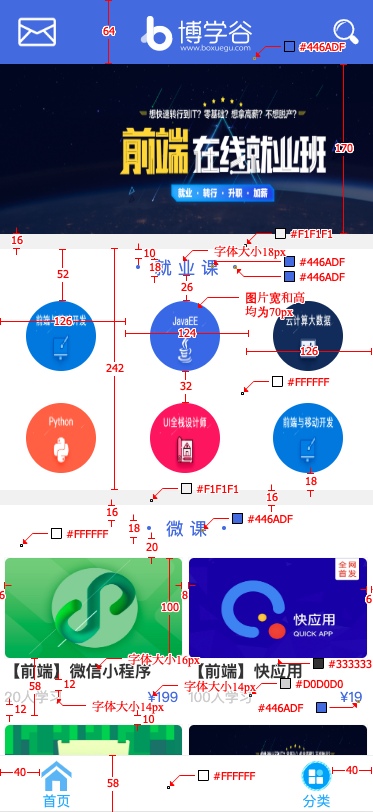 64
博学谷
www.boxuegu.com
#446ADF
快速转行到IT? 零基础? 想拿高薪? 不想脱产?
前端在线就业班
就业 · 转行 · 升职 · 加薪
170
#F1F1F1
16
10
字体大小18px
52
18
就业课
#446ADF
#446ADF
26
图片宽和高
均为70px
前端与移动开发
JavaEE
云计算大数据
126
124
126
242
32
#FFFFFF
Python
UI全栈设计师
前端与移动开发
18
#F1F1F1
16
16
18
微课
#446ADF
#FFFFFF
20
全网
首发
6
100
8
6
快应用
QUICK APP
字体大小16px
【前端】微信小程序
【前端】快应用
#333333
58
12
字体大小14px
#D0D0D0
20人学习
¥199
100人学习
¥19
12
字体大小14px
#446ADF
10
40
58
#FFFFFF
40
首页
分类